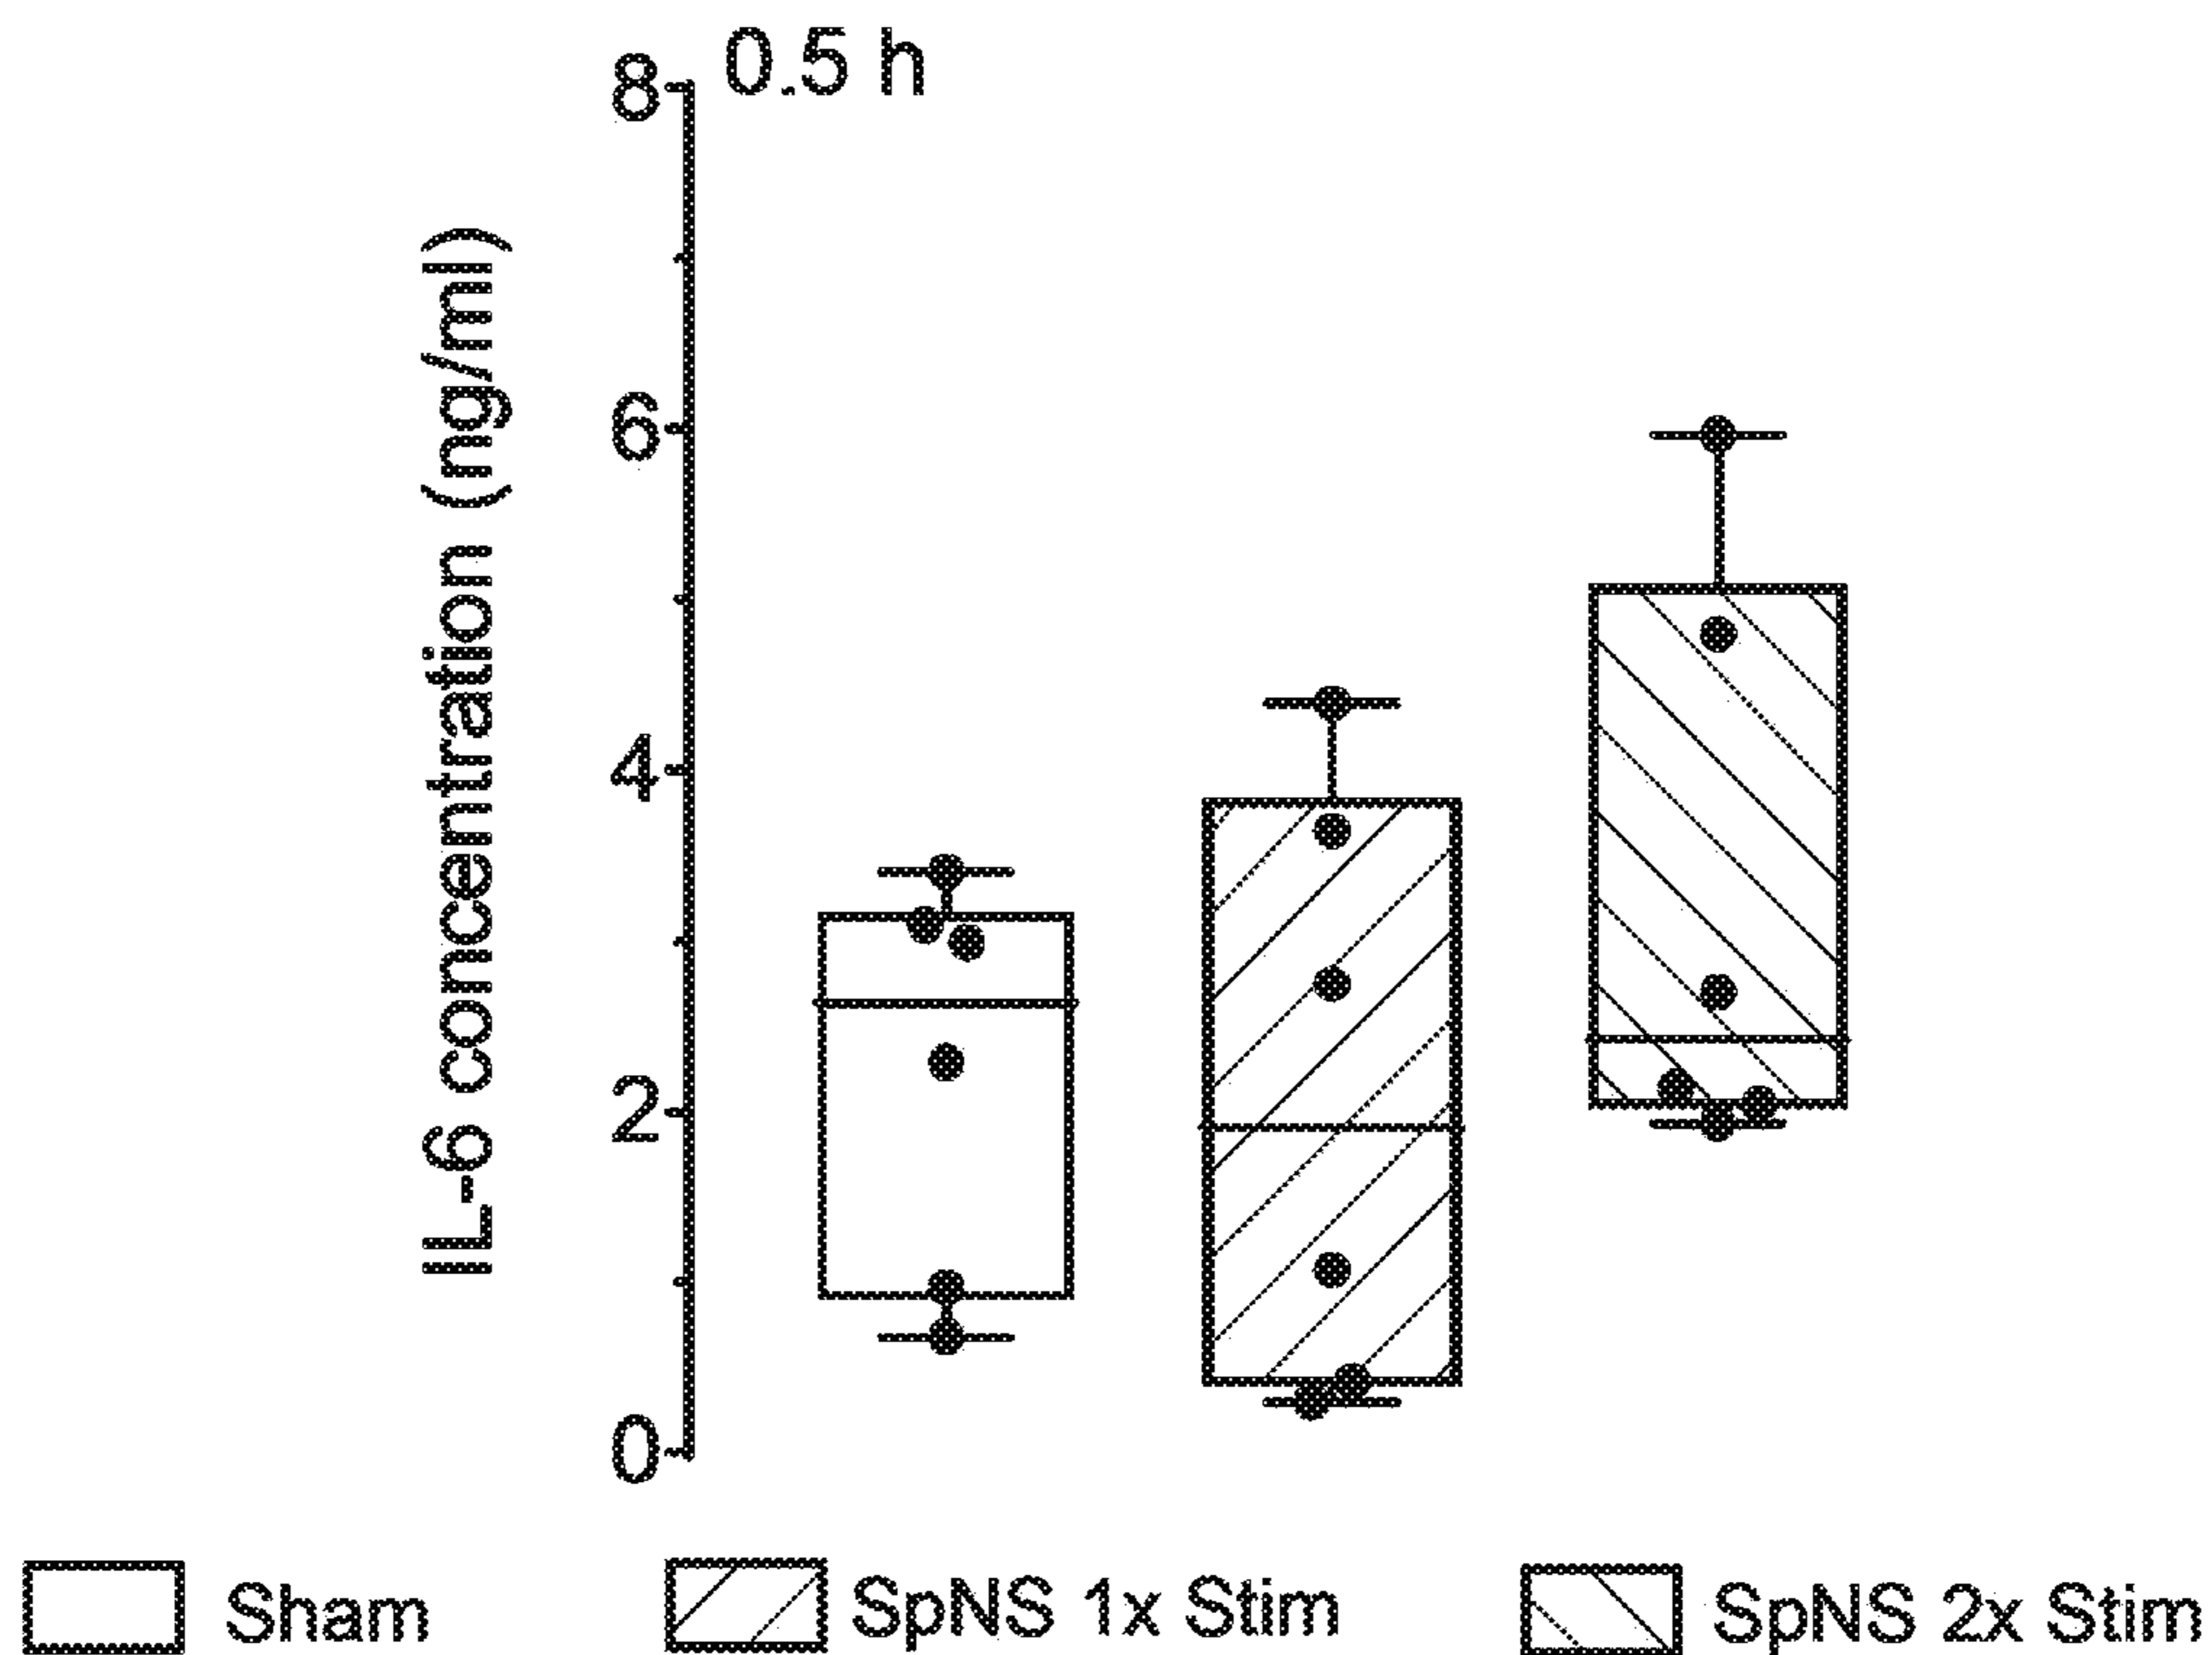 0.5 h
8
6
4
2
0
IL-6 concentration (ng/ml)
Sham
SpNS 1x Stim
SpNS 2x Stim